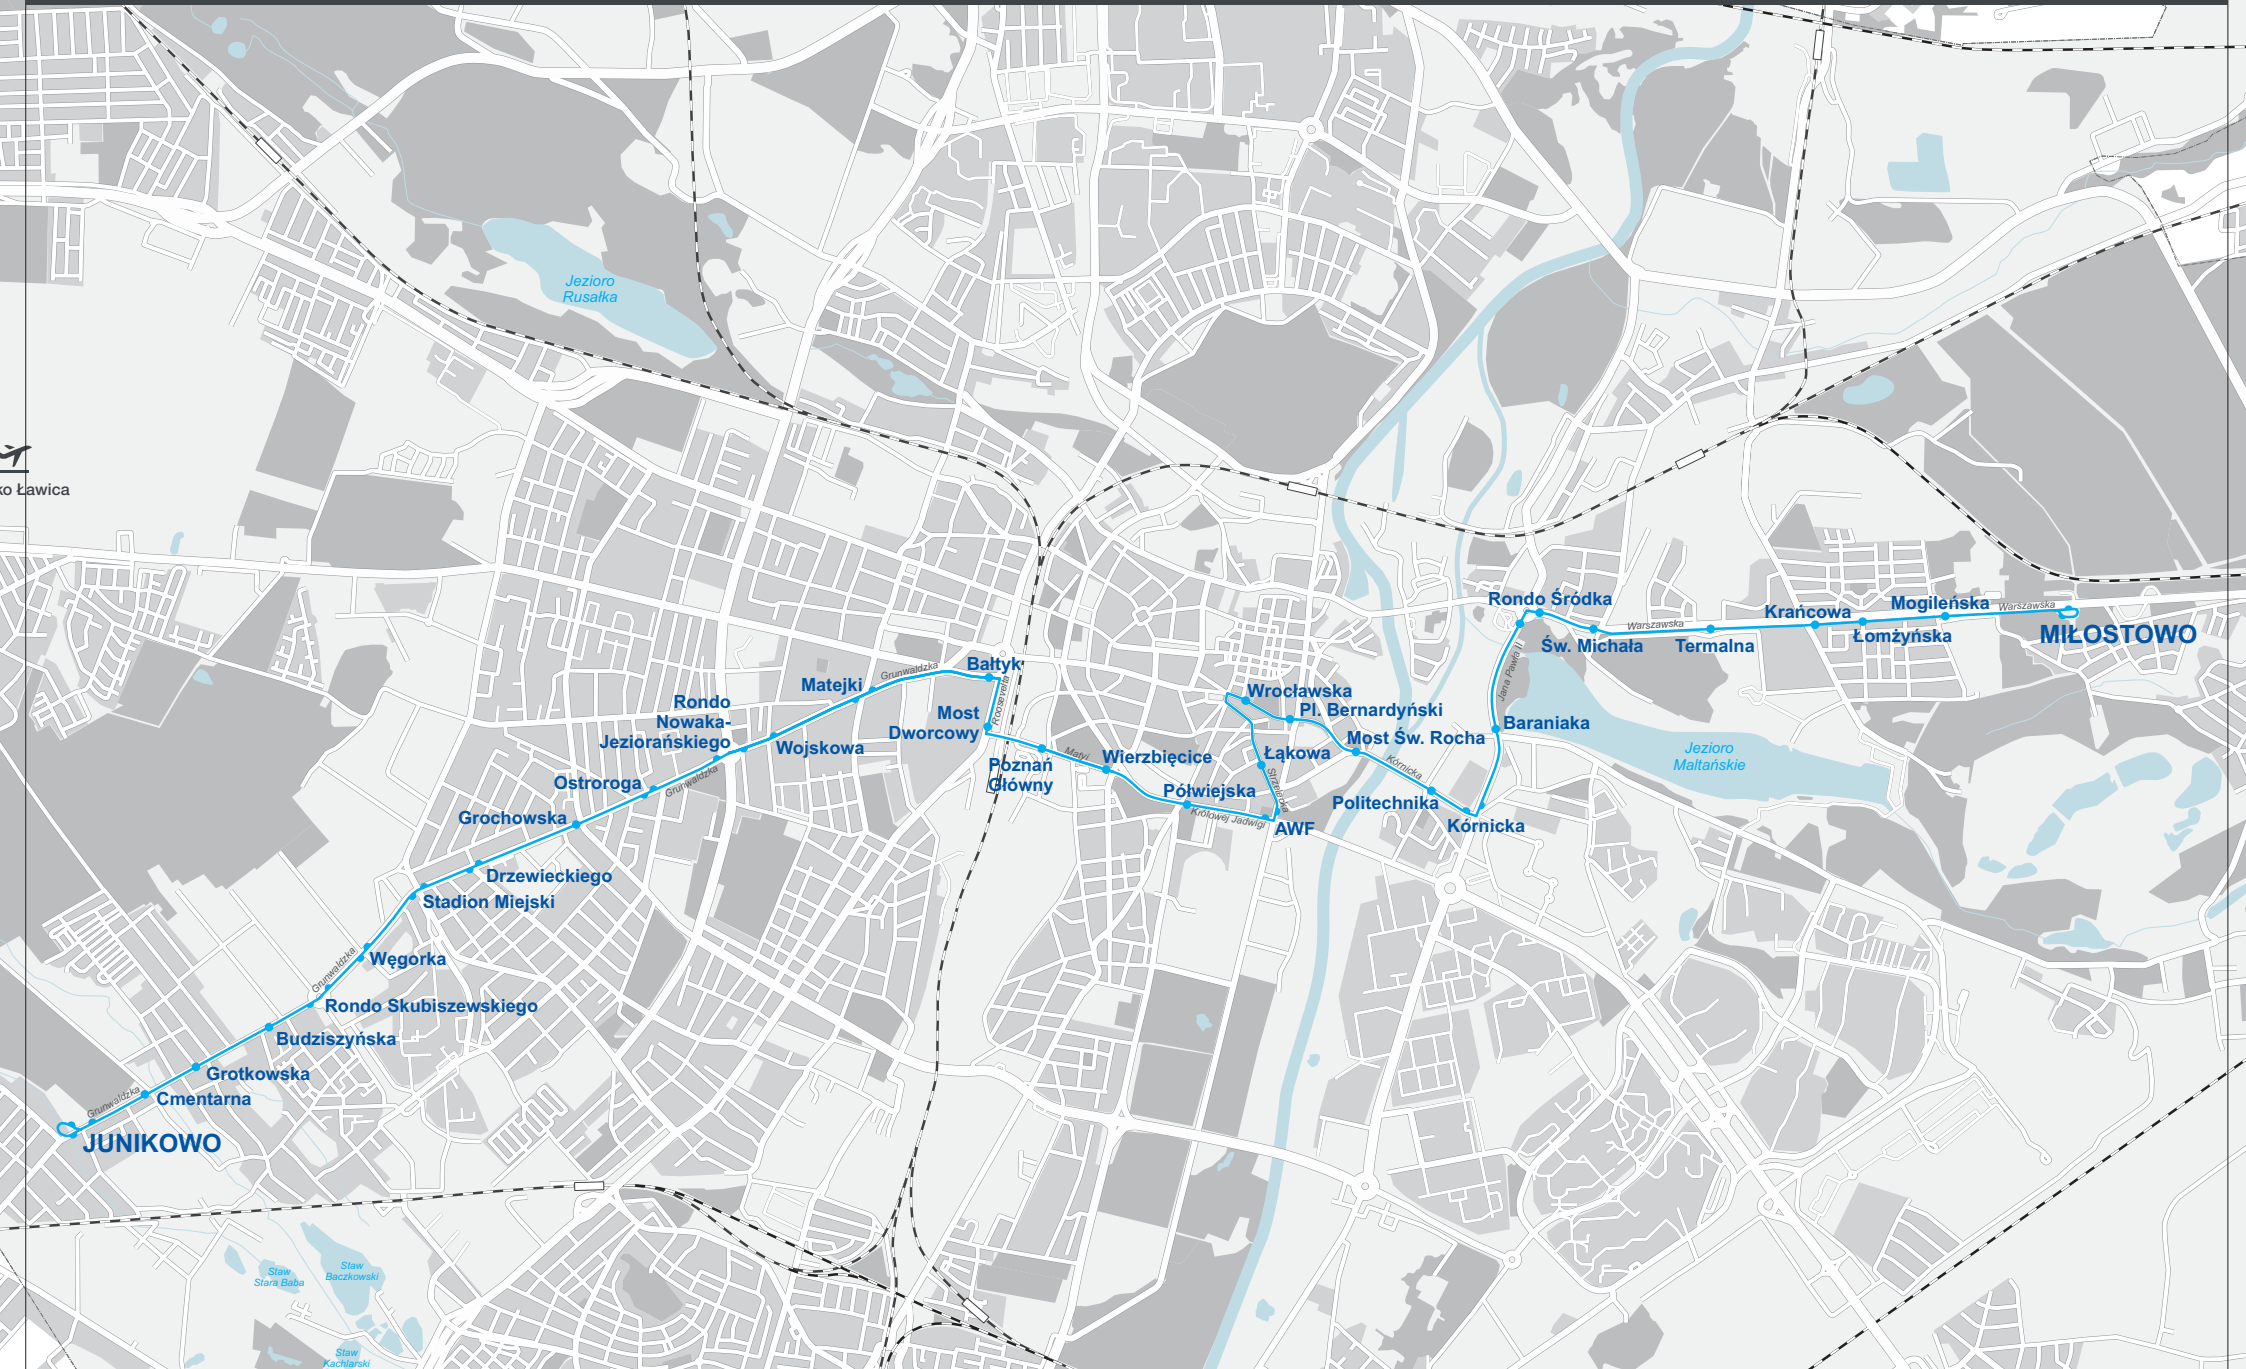 Jezioro
Rusałka
ko Ławica
Rondo Śródka
Krańcowa
Mogileńska
Warszawska
Warszawska
Łomżyńska
MIŁOSTOWO
Św. Michała
Termalna
Jana Pawła II
Bałtyk
Grunwaldzka
Matejki
Roosevelta
Rondo
Nowaka-
Jeziorańskiego
Most
Dworcowy
Wrocławska
Pl. Bernardyński
Baraniaka
Wojskowa
Most Św. Rocha
Jezioro
Maltańskie
Matyi
Wierzbięcice
Łąkowa
Poznań
Główny
Kórnicka
Ostroroga
Grunwaldzka
Półwiejska
Strzelecka
Politechnika
Grochowska
Królowej Jadwigi
AWF
Kórnicka
Drzewieckiego
Stadion Miejski
Węgorka
Grunwaldzka
Rondo Skubiszewskiego
Budziszyńska
Grotkowska
Cmentarna
Grunwaldzka
JUNIKOWO
Staw
Stara Baba
Staw
Baczkowski
Staw
Kachlarski